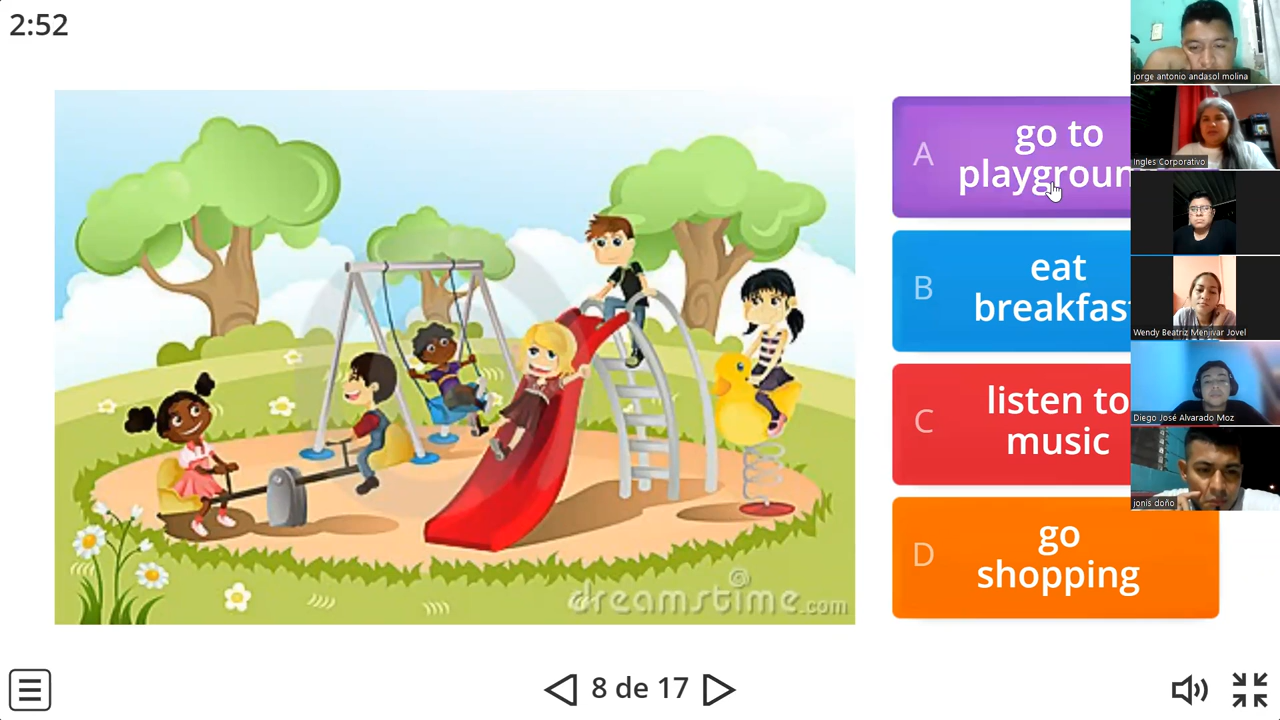 2:52
A
go to
playgroun
B
eat
breakfas
C
listen to
music
D
go
shopping
dreamstime.com
8 de 17
jorge antonio andasol molina
Ingles Corporativo
Wendy Beatriz Menjivar Jovel
Diego José Alvarado Moz
jonis doño